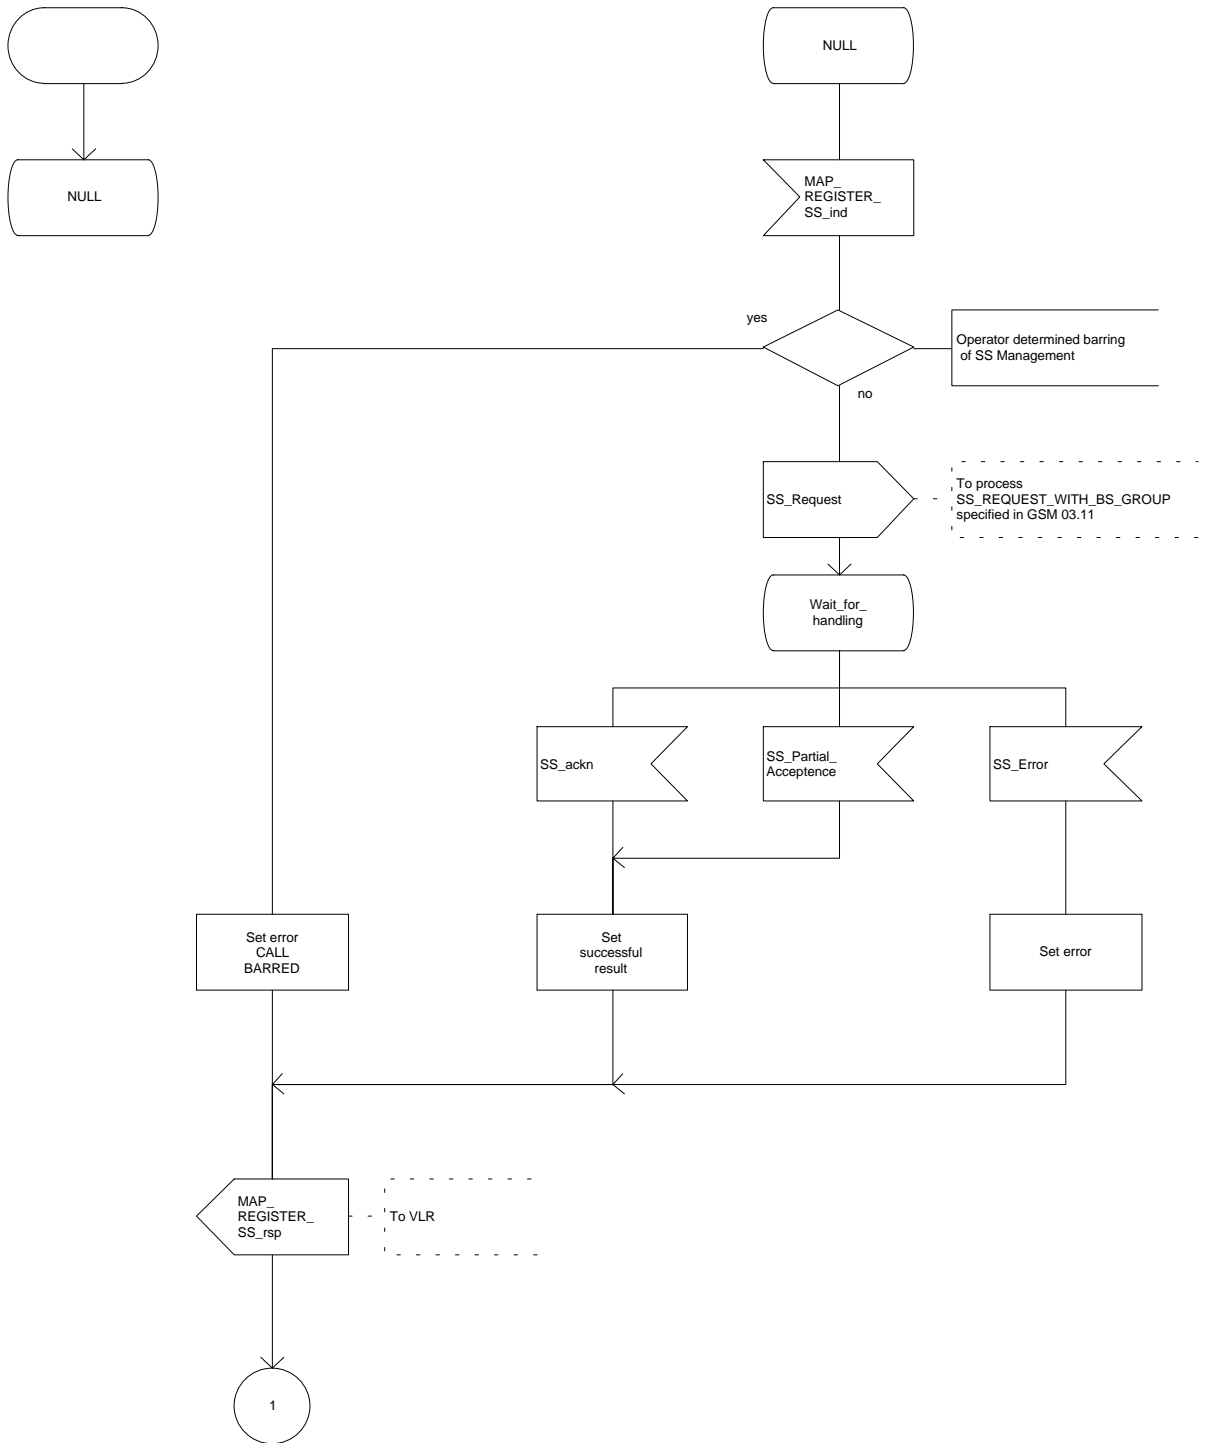 NULL
NULL
MAP_
REGISTER_
SS_ind
yes
Operator determined barring
of SS Management
no
SS_Request
To process
SS_REQUEST_WITH_BS_GROUP
specified in GSM 03.11
Wait_for_
handling
SS_ackn
SS_Partial_
Acceptence
SS_Error
Set error
CALL
BARRED
Set
successful
result
Set error
MAP_
REGISTER_
SS_rsp
To VLR
1